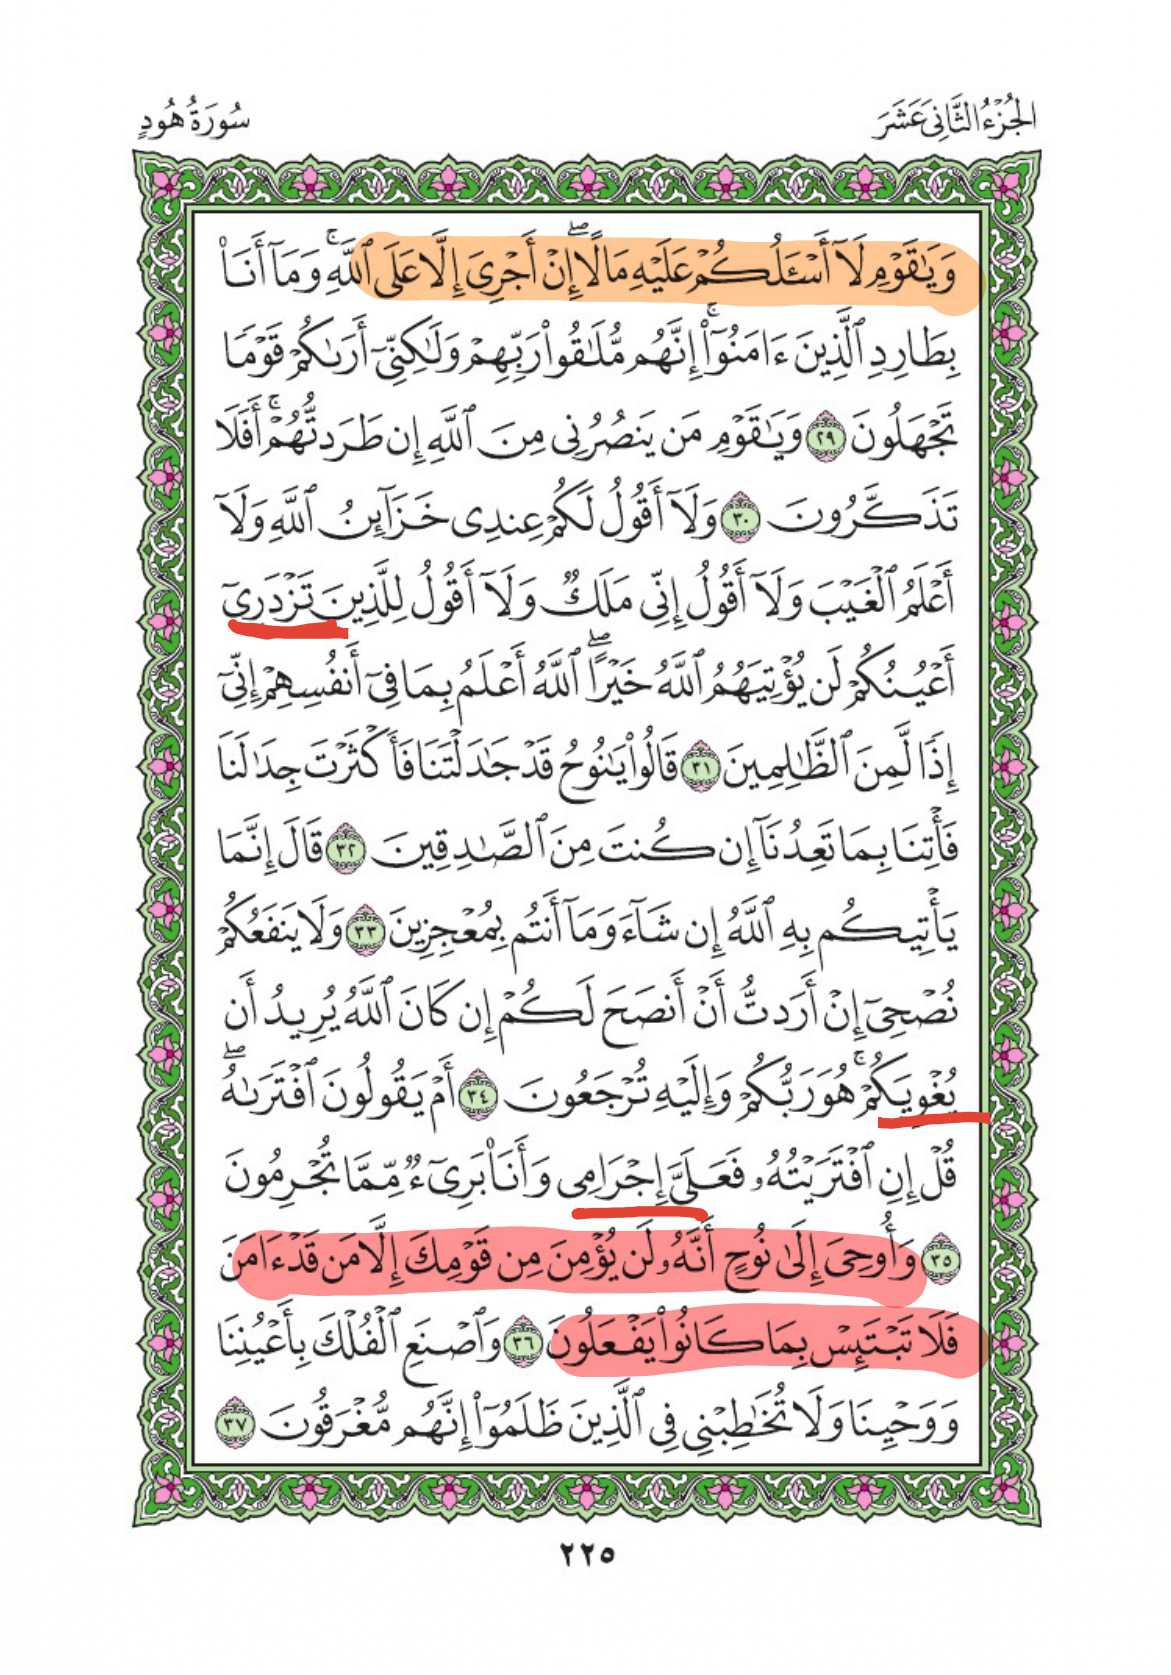 الجُزْءُ الثَّانِيَ عَشَرَ
سُورَةُ هُودٍ
وَيَٰقَوْمِ لَآ أَسْـَٔلُكُمْ عَلَيْهِ مَالًا ۖ إِنْ أَجْرِىَ إِلَّا عَلَى ٱللَّهِ ۚ وَمَآ أَنَا۠
بِطَارِدِ ٱلَّذِينَ ءَامَنُوٓا۟ ۚ إِنَّهُم مُّلَٰقُوا۟ رَبِّهِمْ وَلَٰكِنِّىٓ أَرَىٰكُمْ قَوْمًا
تَجْهَلُونَ ٢٩ وَيَٰقَوْمِ مَن يَنصُرُنِى مِنَ ٱللَّهِ إِن طَرَدتُّهُمْ ۚ أَفَلَا
تَذَكَّرُونَ ٣٠ وَلَآ أَقُولُ لَكُمْ عِندِى خَزَآئِنُ ٱللَّهِ وَلَآ
أَعْلَمُ ٱلْغَيْبَ وَلَآ أَقُولُ إِنِّى مَلَكٌ وَلَآ أَقُولُ لِلَّذِينَ تَزْدَرِىٓ
أَعْيُنُكُمْ لَن يُؤْتِيَهُمُ ٱللَّهُ خَيْرًا ۖ ٱللَّهُ أَعْلَمُ بِمَا فِىٓ أَنفُسِهِمْ إِنِّىٓ
إِذًا لَّمِنَ ٱلظَّٰلِمِينَ ٣١ قَالُوا۟ يَٰنُوحُ قَدْ جَٰدَلْتَنَا فَأَكْثَرْتَ جِدَٰلَنَا
فَأْتِنَا بِمَا تَعِدُنَآ إِن كُنتَ مِنَ ٱلصَّٰدِقِينَ ٣٢ قَالَ إِنَّمَا
يَأْتِيكُم بِهِ ٱللَّهُ إِن شَآءَ وَمَآ أَنتُم بِمُعْجِزِينَ ٣٣ وَلَا يَنفَعُكُمْ
نُصْحِىٓ إِنْ أَرَدتُّ أَنْ أَنصَحَ لَكُمْ إِن كَانَ ٱللَّهُ يُرِيدُ أَن
يُغْوِيَكُمْ ۚ هُوَ رَبُّكُمْ وَإِلَيْهِ تُرْجَعُونَ ٣٤ أَمْ يَقُولُونَ ٱفْتَرَىٰهُ ۖ
قُلْ إِنِ ٱفْتَرَيْتُهُۥ فَعَلَىَّ إِجْرَامِى وَأَنَا۠ بَرِىٓءٌ مِّمَّا تُجْرِمُونَ
٣٥ وَأُوحِىَ إِلَىٰ نُوحٍ أَنَّهُۥ لَن يُؤْمِنَ مِن قَوْمِكَ إِلَّا مَن قَدْ ءَامَنَ
فَلَا تَبْتَئِسْ بِمَا كَانُوا۟ يَفْعَلُونَ ٣٦ وَٱصْنَعِ ٱلْفُلْكَ بِأَعْيُنِنَا
وَوَحْيِنَا وَلَا تُخَٰطِبْنِى فِى ٱلَّذِينَ ظَلَمُوٓا۟ ۚ إِنَّهُم مُّغْرَقُونَ ٣٧
٢٢٥